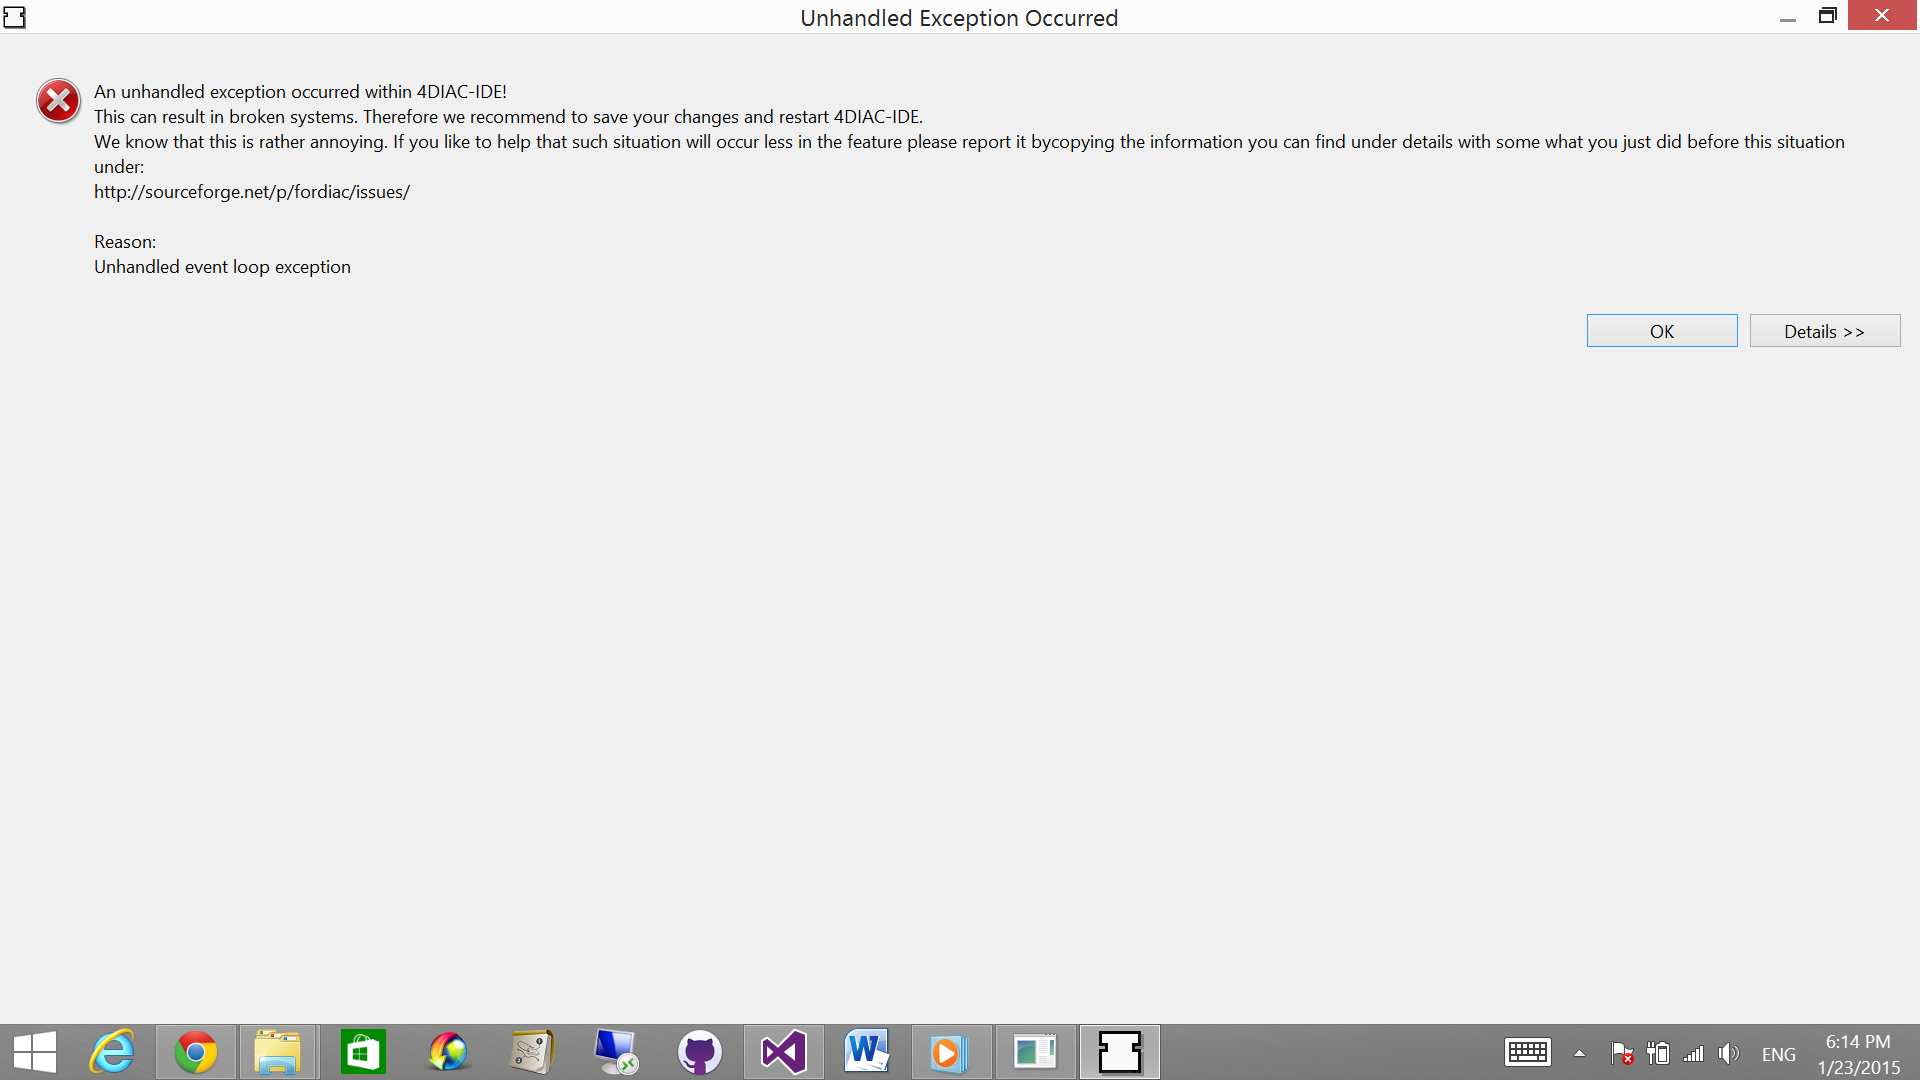 Unhandled Exception Occurred
An unhandled exception occurred within 4DIAC-IDE!
This can result in broken systems. Therefore we recommend to save your changes and restart 4DIAC-IDE.
We know that this is rather annoying. If you like to help that such situation will occur less in the feature please report it bycopying the information you can find under details with some what you just did before this situation
under:
http://sourceforge.net/p/fordiac/issues/
Reason:
Unhandled event loop exception
OK
Details >>
ENG
6:14 PM
1/23/2015